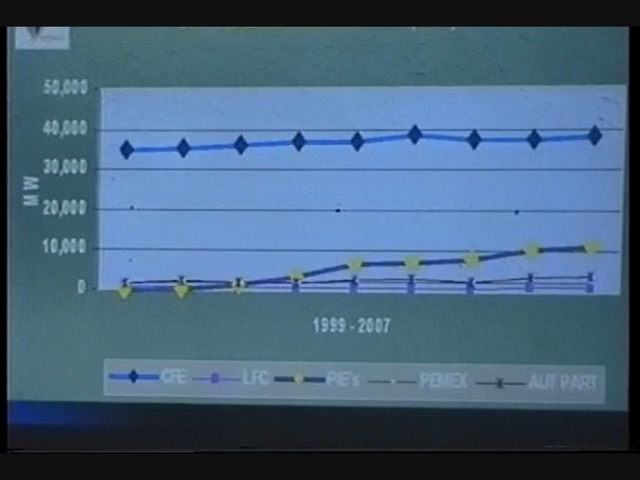 50,000
40,000
30,000
20,000
10,000
0
MW
1999 - 2007
CFE LFC PIE's PEMEX AUT PART